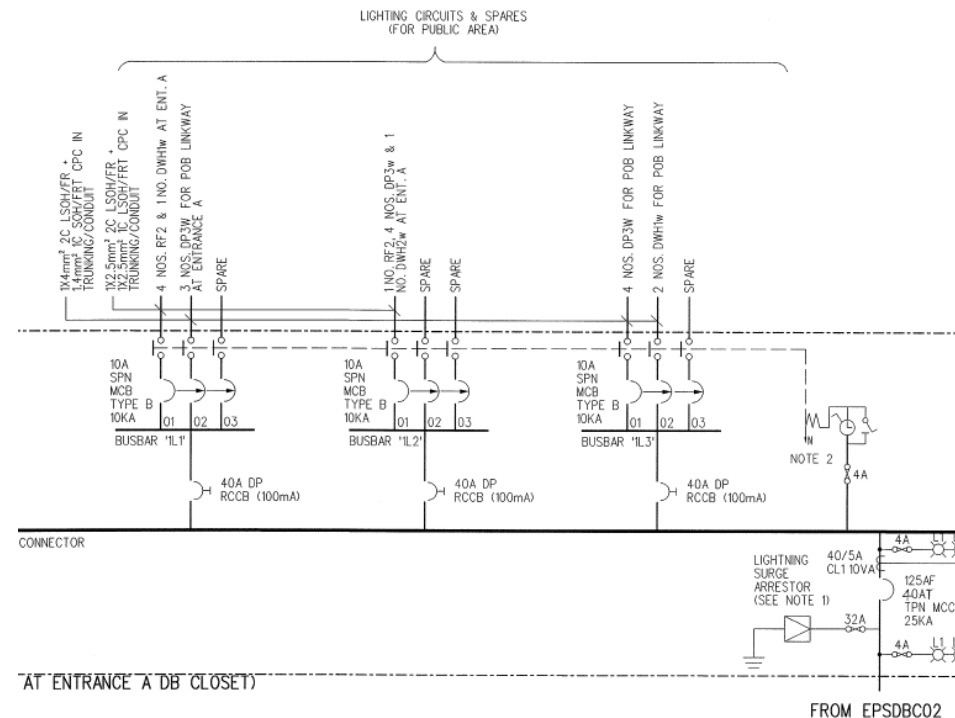 LIGHTING CIRCUITS & SPARES
(FOR PUBLIC AREA)
1X4mm² 2C LSOH/FR +
1,4mm² 1C SOH/FRT CPC IN
TRUNKING/CONDUIT
1X2.5mm² 2C LSOH/FR +
1X2.5mm² 1C LSOH/FRT CPC IN
TRUNKING/CONDUIT
4 NOS. RF2 & 1NO. DWH1w AT ENT. A
3 NOS. DP3W FOR POB LINKWAY
AT ENTRANCE A
SPARE
1 NO. RF2, 4 NOS. DP3w & 1
NO. DWH2w AT ENT. A
SPARE
SPARE
4 NOS. DP3W FOR POB LINKWAY
2 NOS. DWH1w FOR POB LINKWAY
SPARE
10A
SPN
MCB
TYPE B
10KA
01
02
03
BUSBAR '1L1'
10A
SPN
MCB
TYPE B
10KA
01
02
03
BUSBAR '1L2'
10A
SPN
MCB
TYPE B
10KA
01
02
03
BUSBAR '1L3'
N
NOTE 2
4A
40A DP
RCCB (100mA)
40A DP
RCCB (100mA)
40A DP
RCCB (100mA)
CONNECTOR
LIGHTNING
SURGE
ARRESTOR
(SEE NOTE 1)
40/5A
CL1 10VA
4A
L1
125AF
40AT
TPN MCC
25KA
32A
4A
L1
AT ENTRANCE A DB CLOSET)
FROM EPSDBC02